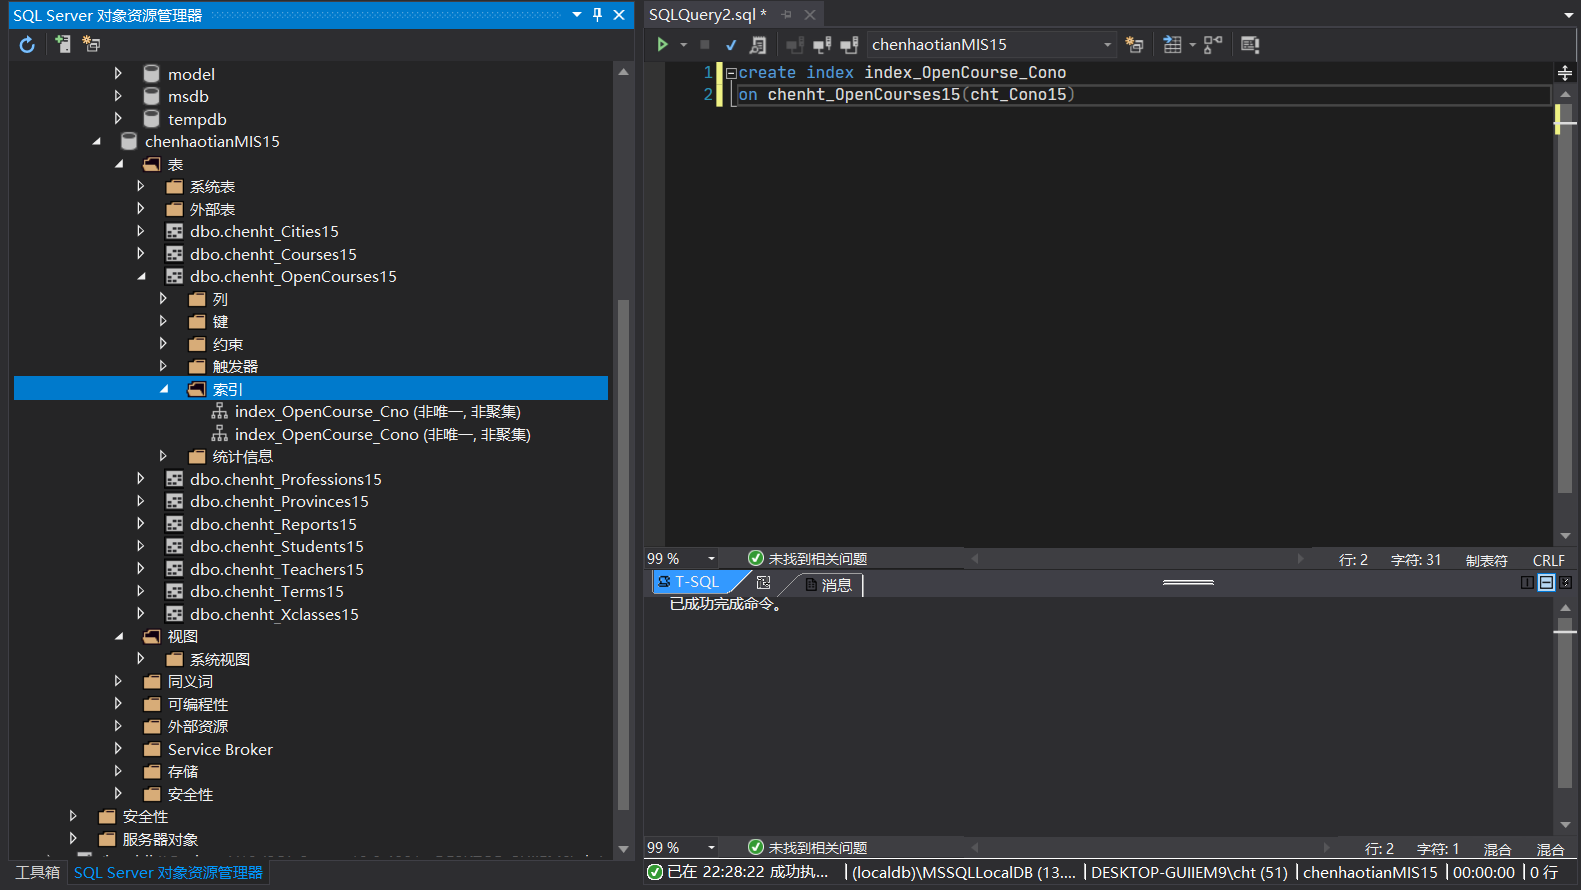 SQL Server 对象资源管理器
model
msdb
tempdb
chenhaotianMIS15
表
系统表
外部表
dbo.chenht_Cities15
dbo.chenht_Courses15
dbo.chenht_OpenCourses15
列
键
约束
触发器
索引
index_OpenCourse_Cno (非唯一, 非聚集)
index_OpenCourse_Cono (非唯一, 非聚集)
统计信息
dbo.chenht_Professions15
dbo.chenht_Provinces15
dbo.chenht_Reports15
dbo.chenht_Students15
dbo.chenht_Teachers15
dbo.chenht_Terms15
dbo.chenht_Xclasses15
视图
系统视图
同义词
可编程性
外部资源
Service Broker
存储
安全性
安全性
服务器对象
工具箱 SQL Server 对象资源管理器
SQLQuery2.sql *
chenhaotianMIS15
1 create index index_OpenCourse_Cono
2 on chenht_OpenCourses15(cht_Cono15)
99 % 未找到相关问题 行: 2 字符: 31 制表符 CRLF
T-SQL 消息
已成功完成命令。
99 % 未找到相关问题 行: 2 字符: 1 混合 混合
已在 22:28:22 成功执... (localdb)\MSSQLLocalDB (13.... DESKTOP-GUIIEM9\cht (51) chenhaotianMIS15 00:00:00 0 行